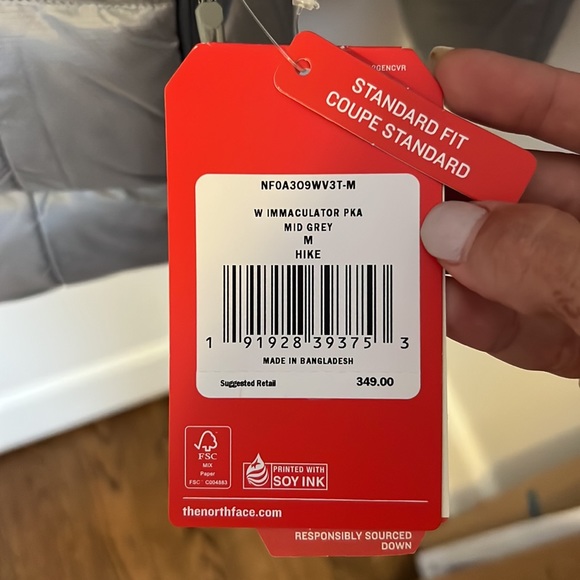 STANDARD FIT
COUPE STANDARD
NF0A3O9WV3T-M
W IMMACULATOR PKA
MID GREY
M
HIKE
1 91928 39375 3
MADE IN BANGLADESH
Suggested Retail 349.00
FSC
MIX
Paper
FSC® C004883
PRINTED WITH
SOY INK
thenorthface.com
RESPONSIBLY SOURCED
DOWN